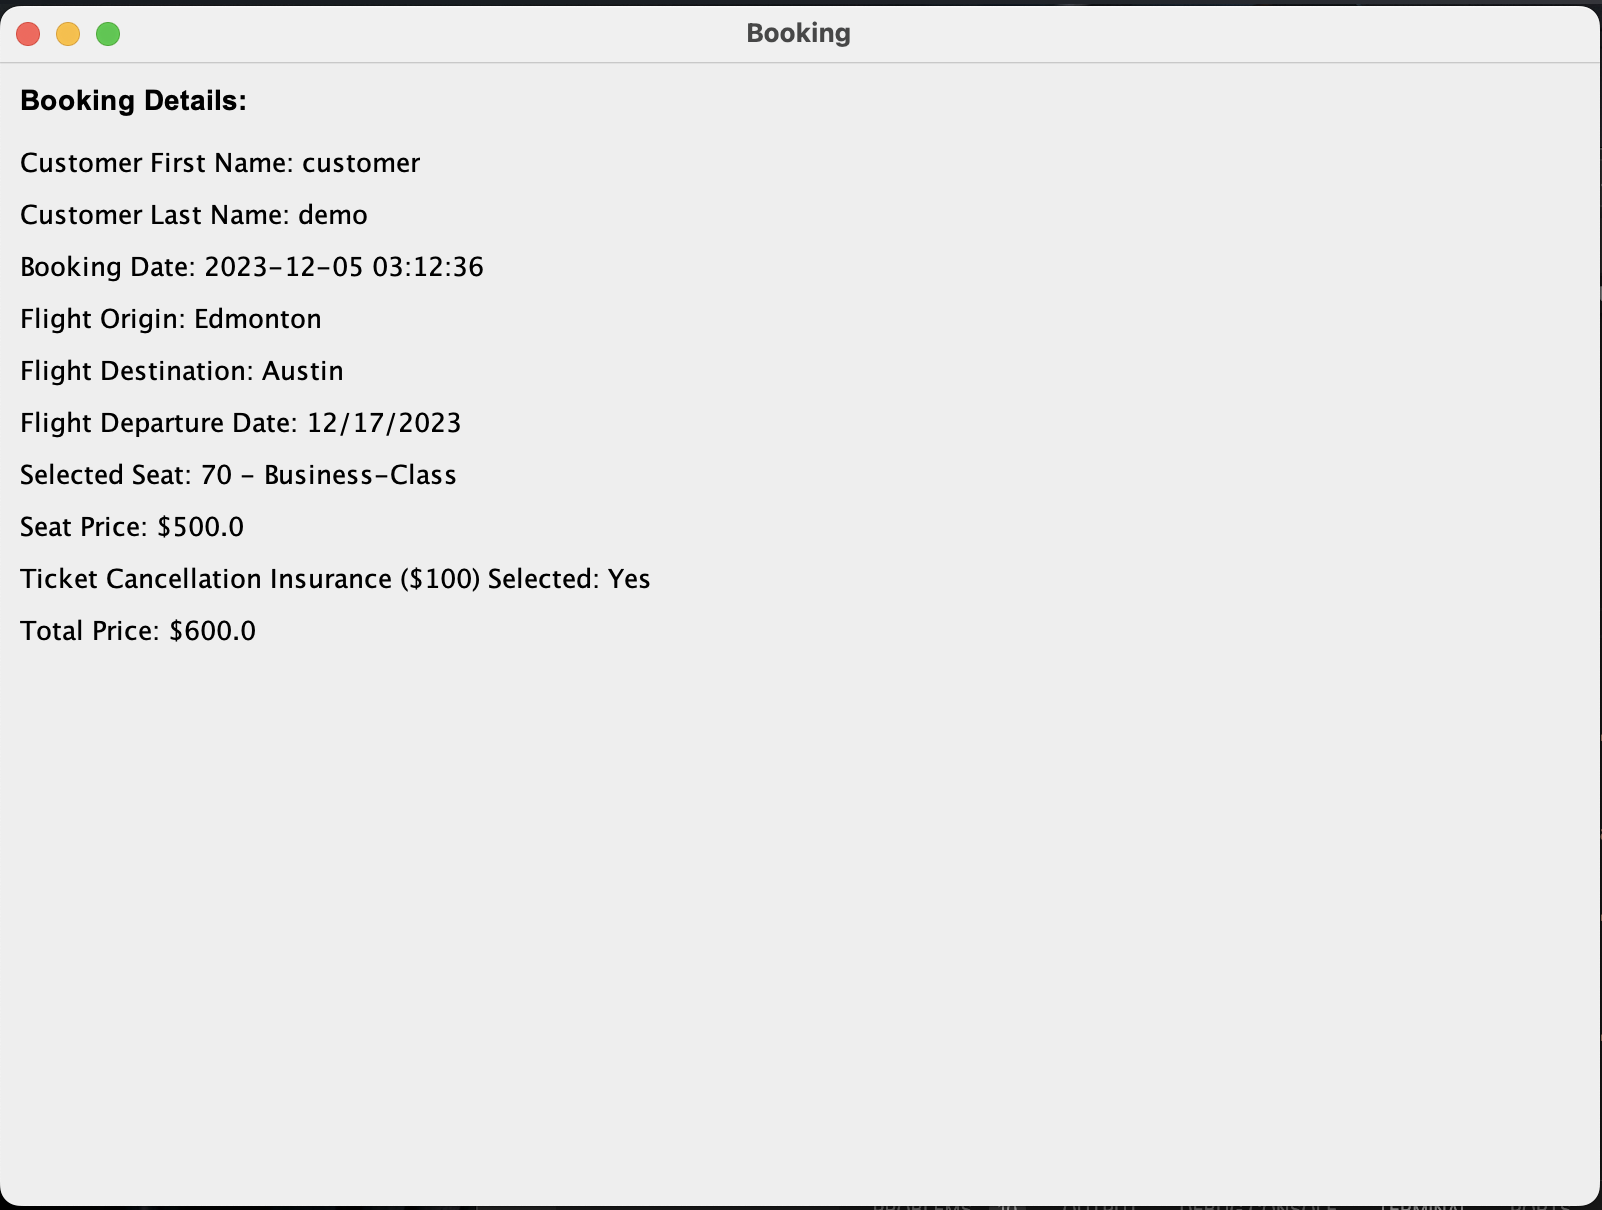 Booking
Booking Details:
Customer First Name: customer
Customer Last Name: demo
Booking Date: 2023-12-05 03:12:36
Flight Origin: Edmonton
Flight Destination: Austin
Flight Departure Date: 12/17/2023
Selected Seat: 70 - Business-Class
Seat Price: $500.0
Ticket Cancellation Insurance ($100) Selected: Yes
Total Price: $600.0